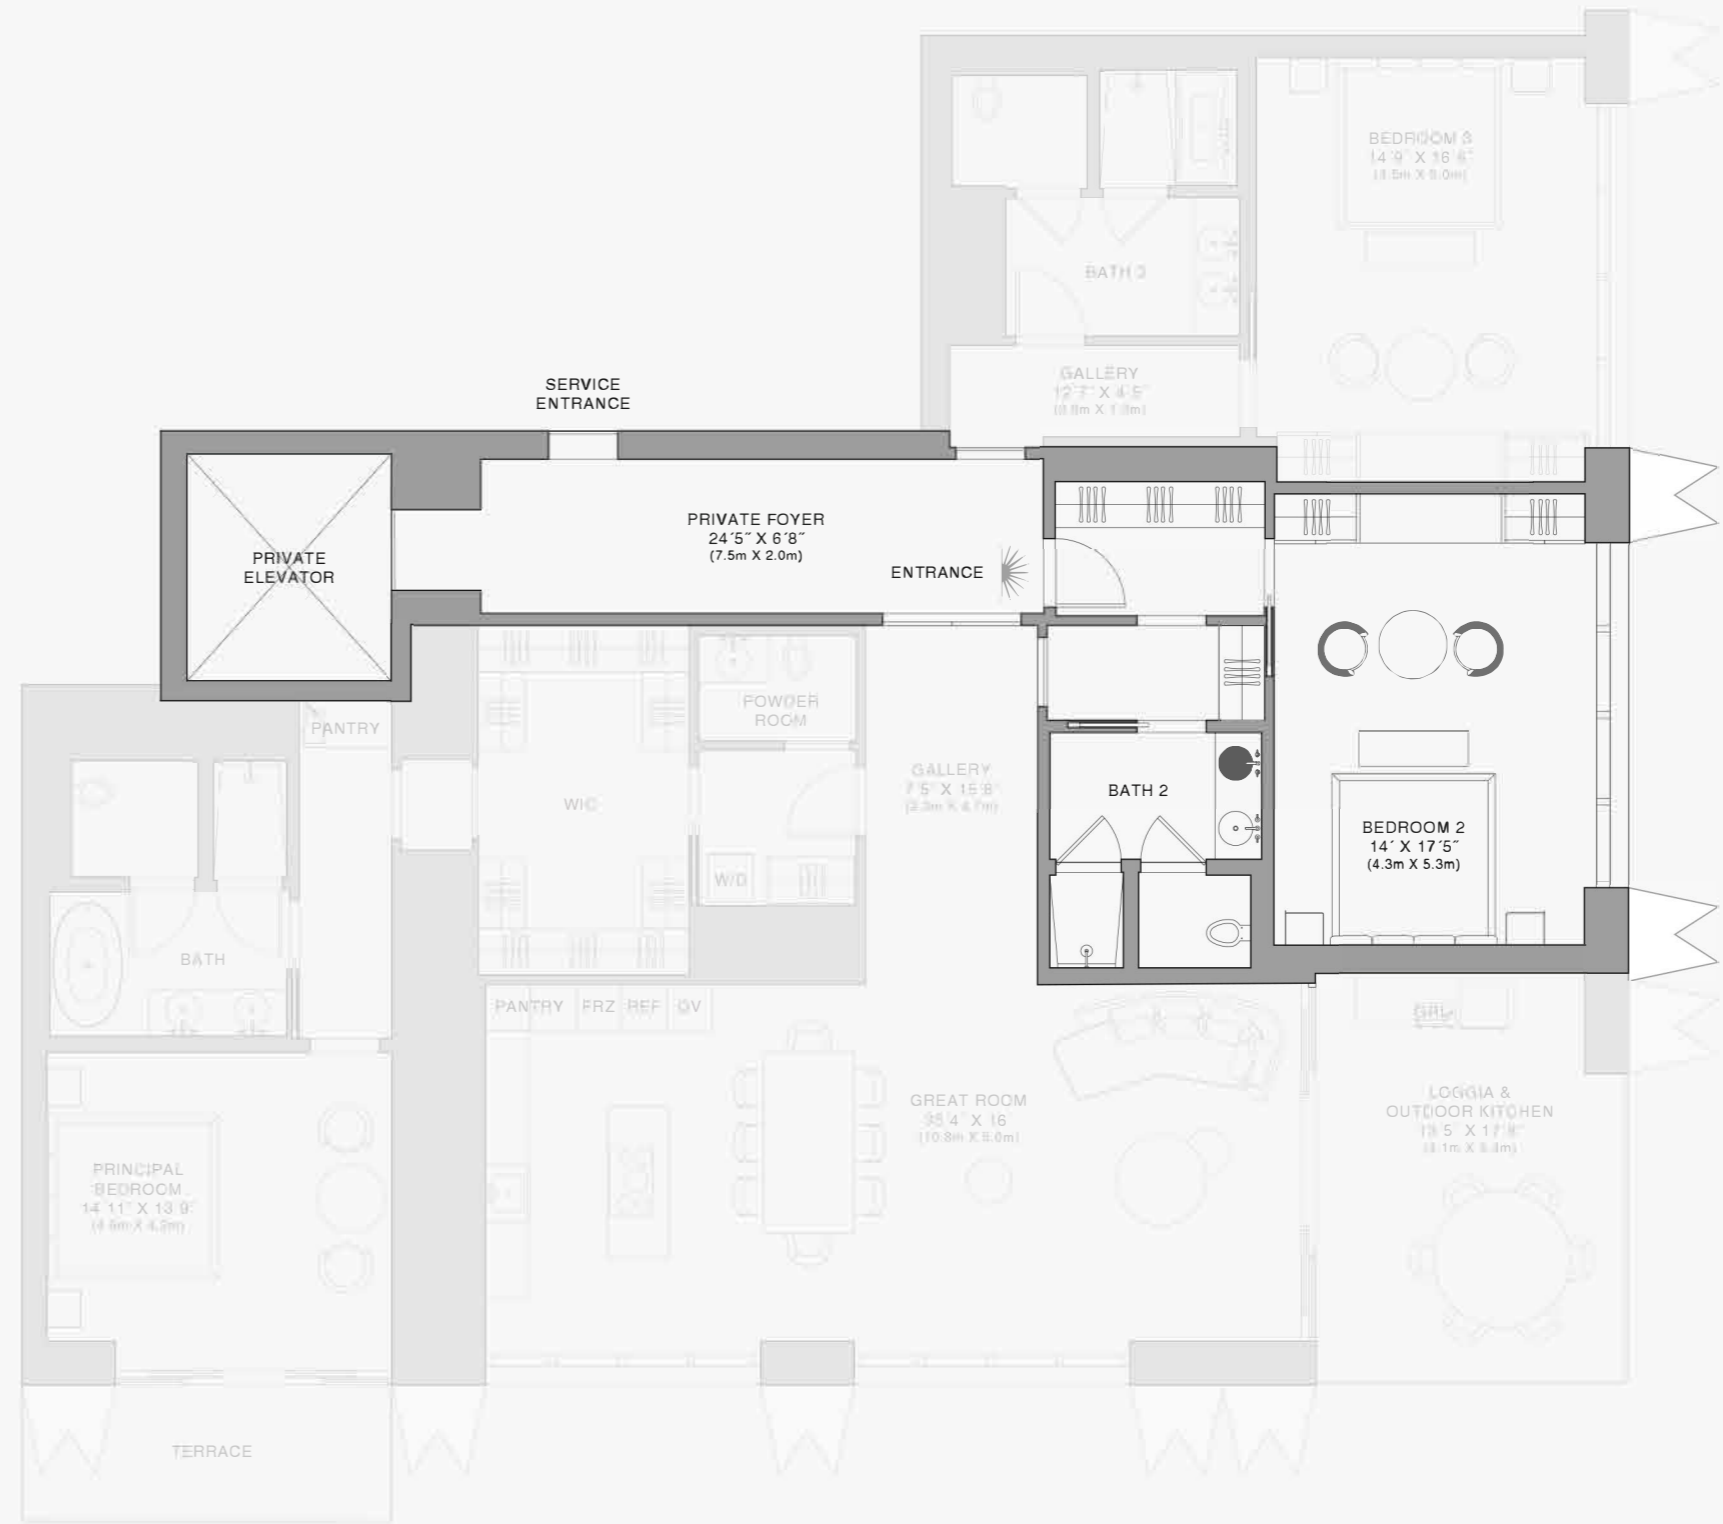 BEDROOM 3
BATH 3
GALLERY
SERVICE
ENTRANCE
PRIVATE FOYER
24´5˝ X 6´8˝
(7.5m X 2.0m)
ENTRANCE
PRIVATE
ELEVATOR
PANTRY
POWDER
ROOM
GALLERY
WIC
W/D
BATH 2
BEDROOM 2
14´ X 17´5˝
(4.3m X 5.3m)
BATH
PANTRY
FRZ
REF
OV
GRL
GREAT ROOM
LOGGIA &
OUTDOOR KITCHEN
PRINCIPAL
BEDROOM
TERRACE